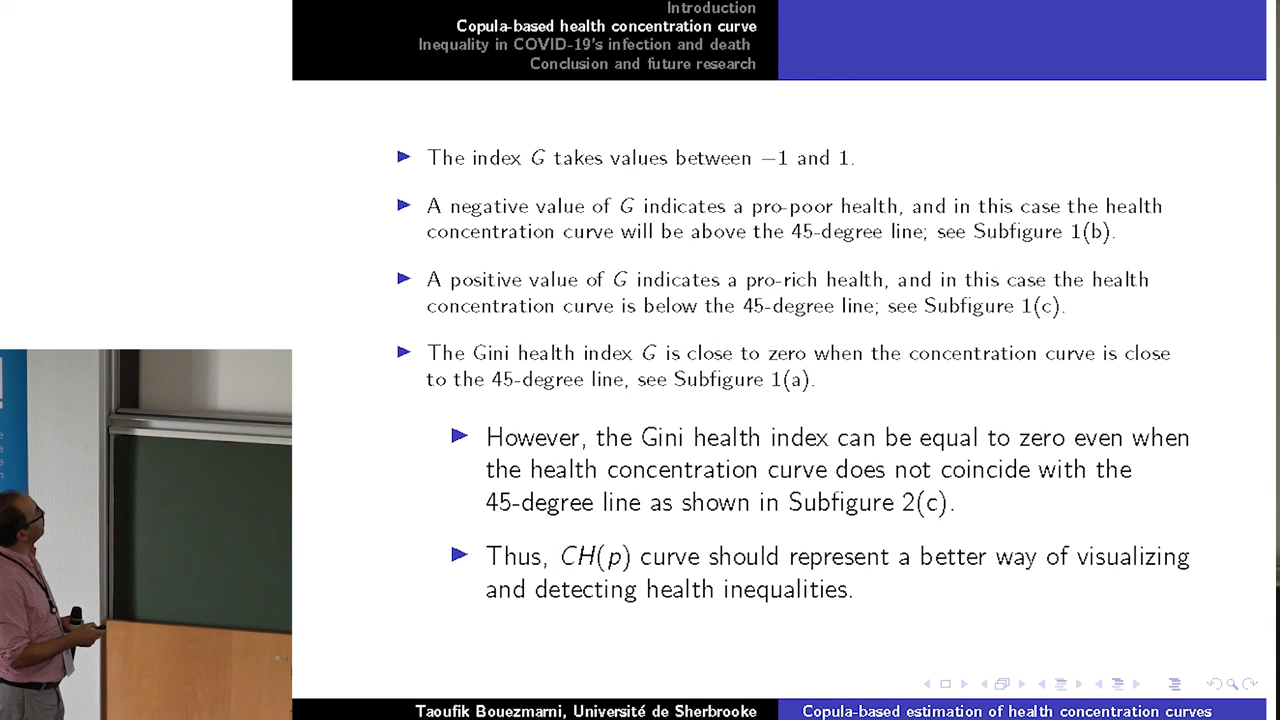 Introduction
Copula-based health concentration curve
Inequality in COVID-19's infection and death
Conclusion and future research
The index G takes values between −1 and 1.
A negative value of G indicates a pro-poor health, and in this case the health
concentration curve will be above the 45-degree line; see Subfigure 1(b).
A positive value of G indicates a pro-rich health, and in this case the health
concentration curve is below the 45-degree line; see Subfigure 1(c).
The Gini health index G is close to zero when the concentration curve is close
to the 45-degree line, see Subfigure 1(a).
However, the Gini health index can be equal to zero even when
the health concentration curve does not coincide with the
45-degree line as shown in Subfigure 2(c).
Thus, CH(p) curve should represent a better way of visualizing
and detecting health inequalities.
Taoufik Bouezmarni, Université de Sherbrooke
Copula-based estimation of health concentration curves